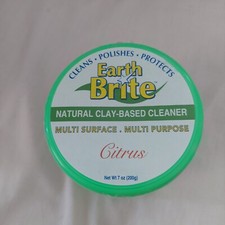 CLEANS • POLISHES • PROTECTS
Earth
Brite
NATURAL CLAY-BASED CLEANER
MULTI SURFACE . MULTI PURPOSE
Citrus
Net Wt 7 oz (200g)